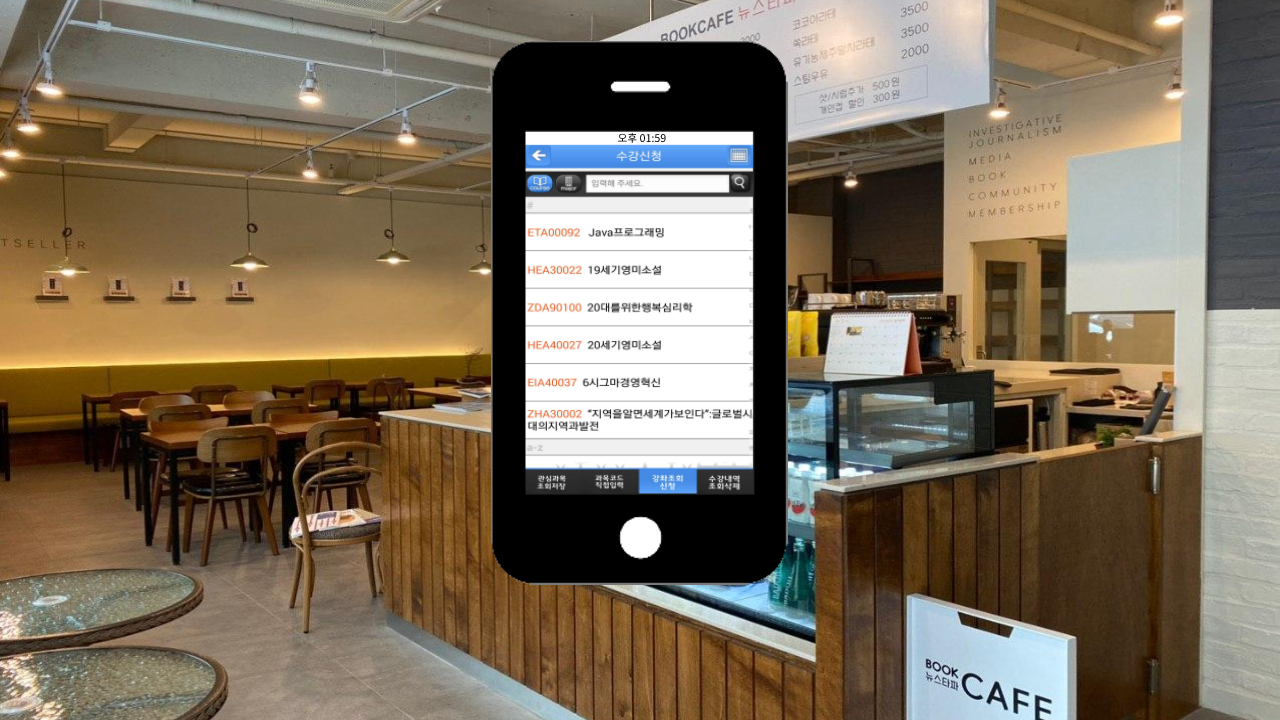 BOOKCAFE 뉴스타파
3500
코코아라떼
쑥라떼 3500
유기농제주말차라떼 2000
스팀우유
샷/시럽추가 500원
개인컵 할인 300원
INVESTIGATIVE
JOURNALISM
MEDIA
BOOK
COMMUNITY
MEMBERSHIP
TSELLER
오후 01:59
수강신청
course
major
입력해 주세요.
#
ETA00092 Java프로그래밍
HEA30022 19세기영미소설
ZDA90100 20대를위한행복심리학
HEA40027 20세기영미소설
EIA40037 6시그마경영혁신
ZHA30002 "지역을알면세계가보인다":글로벌시
대의지역과발전
a-z
관심과목
조회저장
과목코드
직접입력
강좌조회
신청
수강내역
조회삭제
BOOK
뉴스타파 CAFE